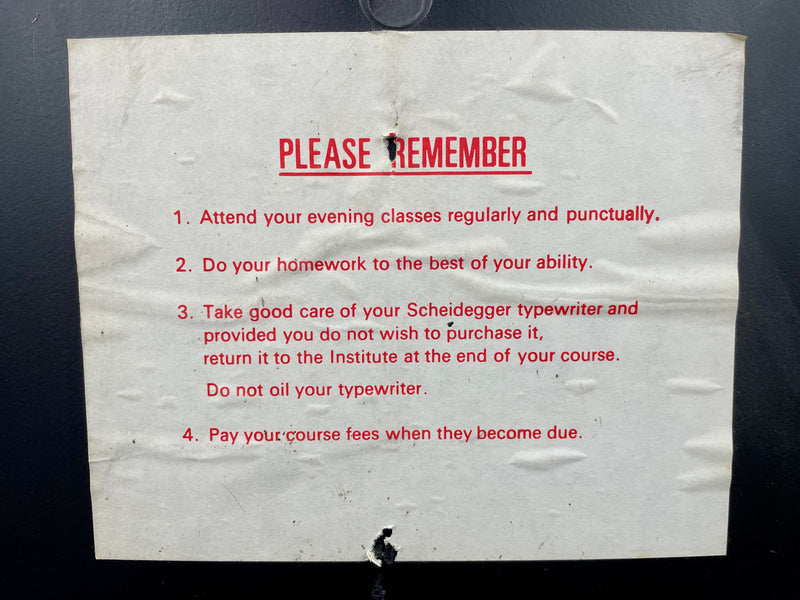 PLEASE REMEMBER
1. Attend your evening classes regularly and punctually.
2. Do your homework to the best of your ability.
3. Take good care of your Scheidegger typewriter and
provided you do not wish to purchase it,
return it to the Institute at the end of your course.
Do not oil your typewriter.
4. Pay your course fees when they become due.